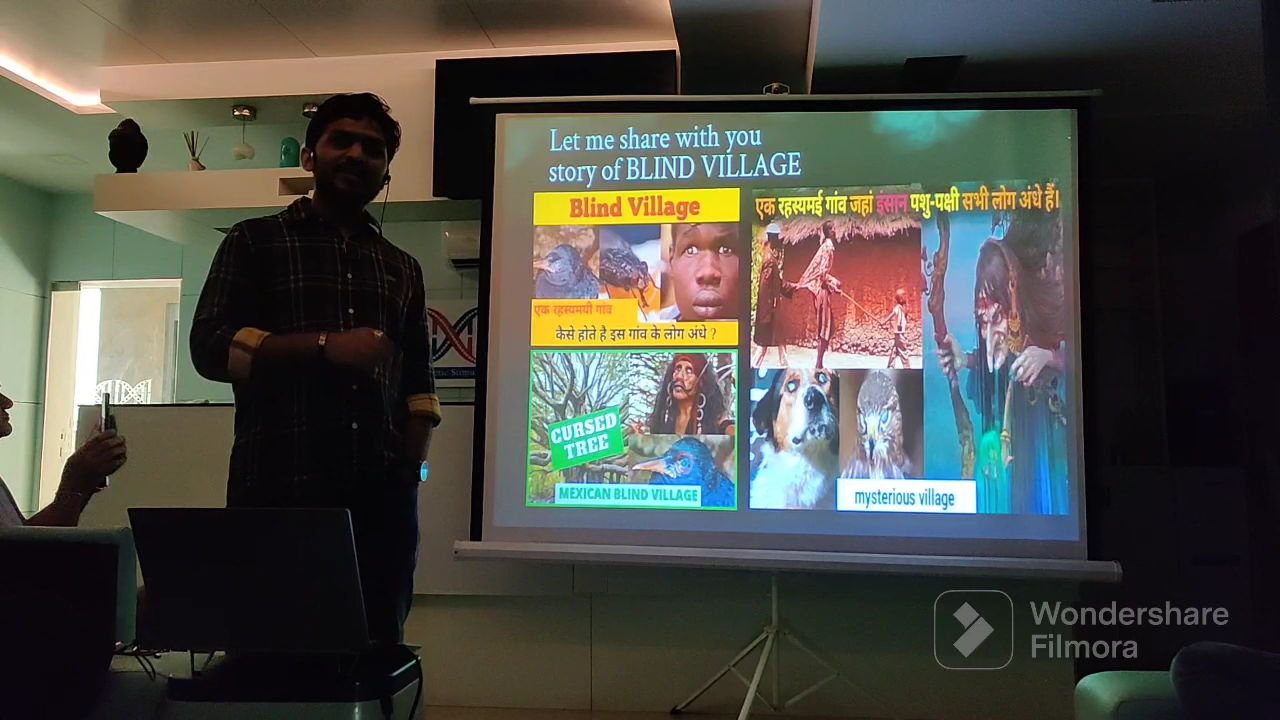 Let me share with you
story of BLIND VILLAGE
Blind Village
एक रहस्यमयी गांव
कैसे होते है इस गांव के लोग अंधे ?
CURSED
TREE
MEXICAN BLIND VILLAGE
एक रहस्यमई गांव जहां इंसान पशु-पक्षी सभी लोग अंधे हैं।
mysterious village
Wondershare
Filmora